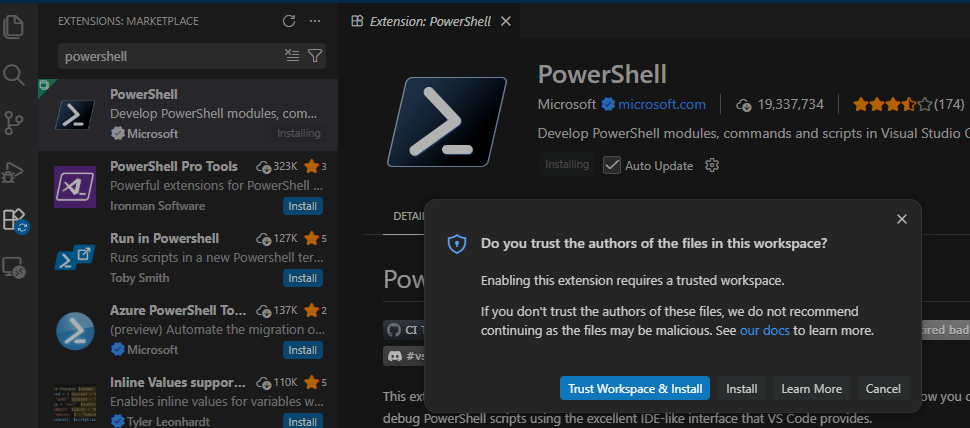 EXTENSIONS: MARKETPLACE
powershell
PowerShell
Develop PowerShell modules, com...
Microsoft
Installing
PowerShell Pro Tools 323K 3
Powerful extensions for PowerShell ...
Ironman Software
Install
Run in Powershell 127K 5
Runs scripts in a new Powershell ter...
Toby Smith
Install
Azure PowerShell To... 137K 2
(preview) Automate the migration o...
Microsoft
Install
Inline Values suppor... 110K 5
Enables inline values for variables w...
Tyler Leonhardt
Install
Extension: PowerShell
PowerShell
Microsoft microsoft.com 19,337,734 (174)
Develop PowerShell modules, commands and scripts in Visual Studio
Installing Auto Update
DETAI
Pow
CI
#vs
Do you trust the authors of the files in this workspace?
Enabling this extension requires a trusted workspace.
If you don't trust the authors of these files, we do not recommend
continuing as the files may be malicious. See our docs to learn more.
Trust Workspace & Install
Install
Learn More
Cancel
ired bad
This ext
ow you c
debug PowerShell scripts using the excellent IDE-like interface that VS Code provides.